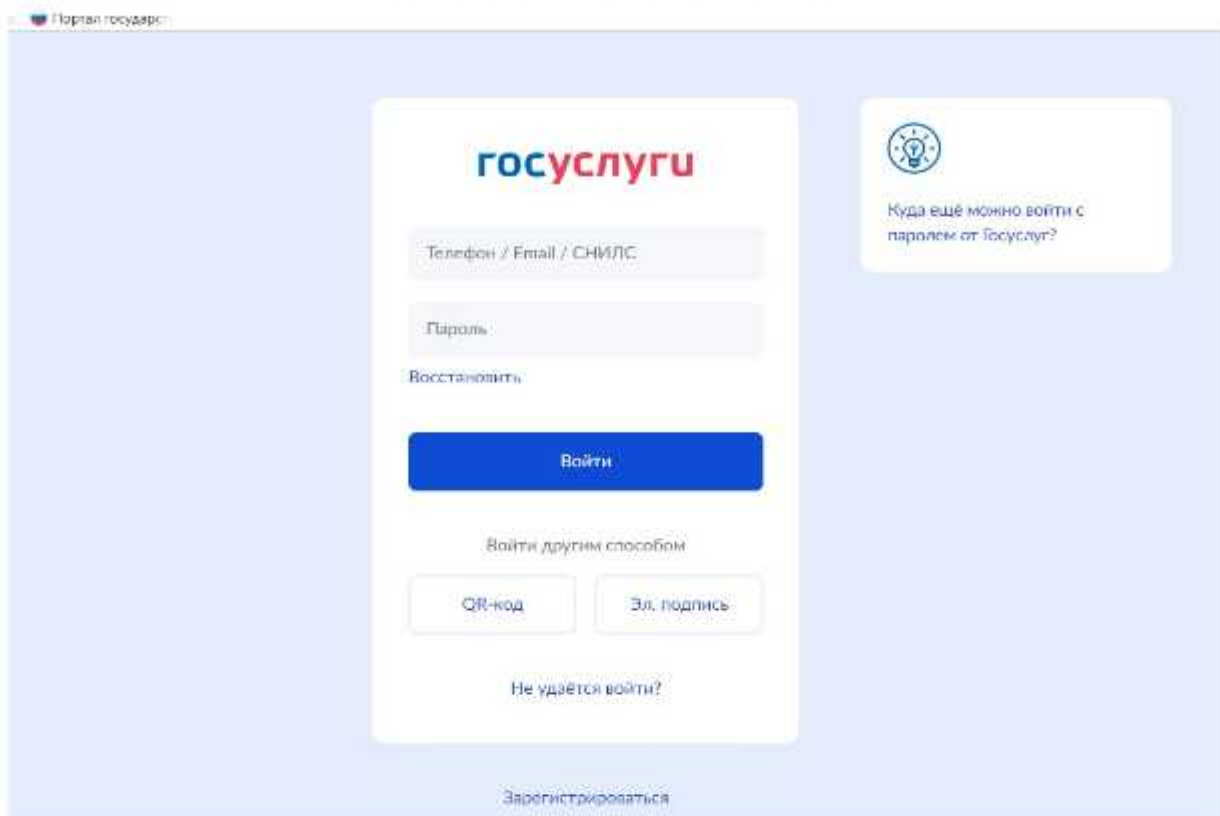 Портал государст
госуслуги
Куда ещё можно войти с
паролем от Госуслуг?
Телефон / Email / СНИЛС
Пароль
Восстановить
Войти
Войти другим способом
QR-код
Эл. подпись
Не удаётся войти?
Зарегистрироваться